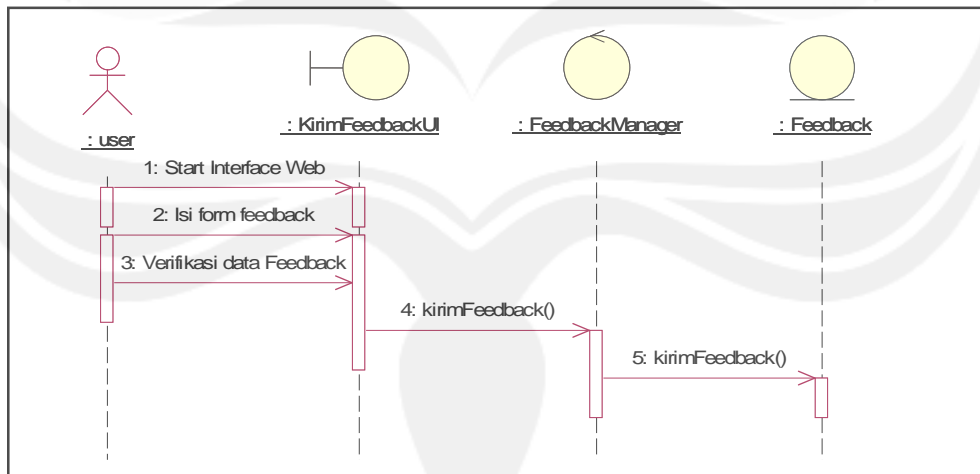 : user
: KirimFeedbackUI
: FeedbackManager
: Feedback
1: Start Interface Web
2: Isi form feedback
3: Verifikasi data Feedback
4: kirimFeedback()
5: kirimFeedback()